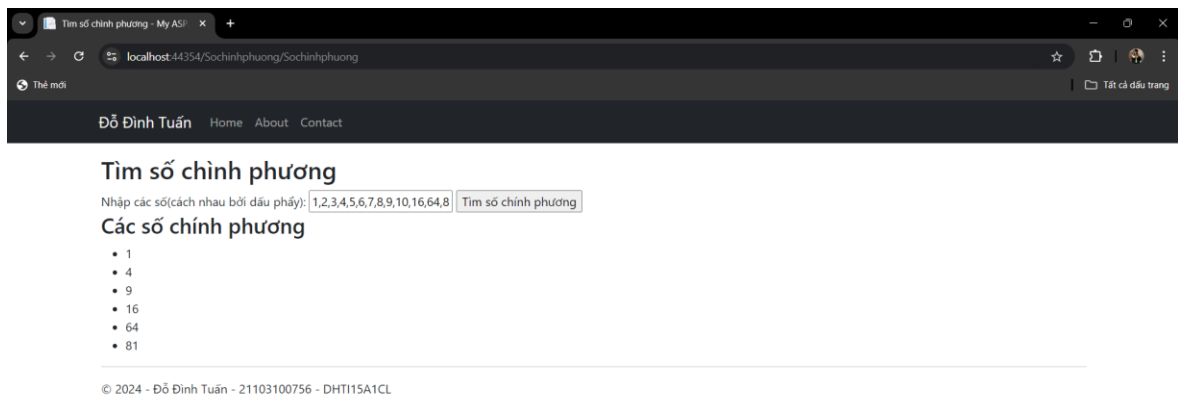 Tìm số chình phương - My ASP
localhost:44354/Sochinhphuong/Sochinhphuong
Thẻ mới
Tất cả dấu trang
Đỗ Đình Tuấn Home About Contact
Tìm số chình phương
Nhập các số(cách nhau bởi dấu phẩy): 1,2,3,4,5,6,7,8,9,10,16,64,8 Tìm số chính phương
Các số chính phương
1
4
9
16
64
81
© 2024 - Đỗ Đình Tuấn - 21103100756 - DHTI15A1CL